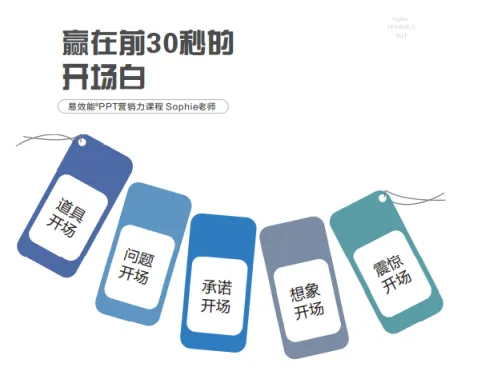 赢在前30秒的
开场白
易效能®PPT营销力课程 Sophie老师
道具
开场
问题
开场
承诺
开场
想象
开场
震惊
开场